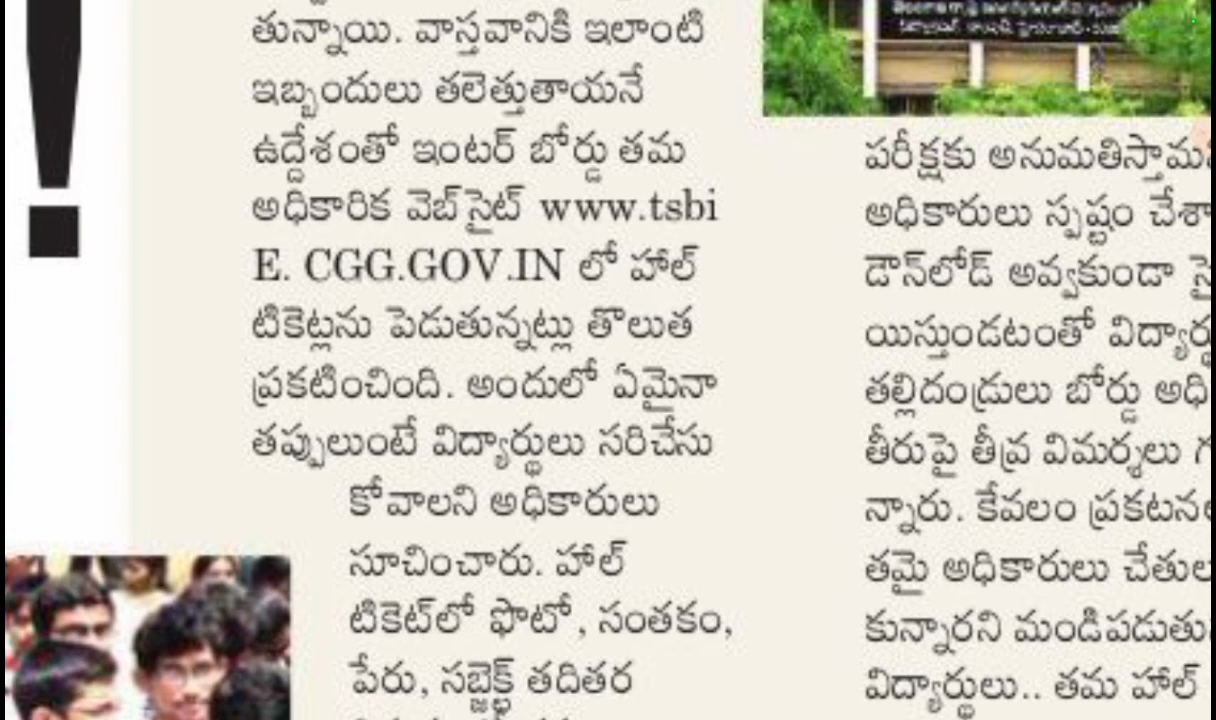 తున్నాయి. వాస్తవానికి ఇలాంటి
ఇబ్బందులు తలెత్తుతాయనే
ఉద్దేశంతో ఇంటర్ బోర్డు తమ
అధికారిక వెబ్‌సైట్ www.tsbi
E. CGG.GOV.IN లో హాల్
టికెట్లను పెడుతున్నట్లు తొలుత
ప్రకటించింది. అందులో ఏమైనా
తప్పులుంటే విద్యార్థులు సరిచేసు
కోవాలని అధికారులు
సూచించారు. హాల్
టికెట్‌లో ఫొటో, సంతకం,
పేరు, సబ్జెక్ట్ తదితర
పరీక్షకు అనుమతిస్తామ
అధికారులు స్పష్టం చేశా
డౌన్‌లోడ్ అవ్వకుండా సై
యిస్తుండటంతో విద్యార్థ
తల్లిదండ్రులు బోర్డు అధి
తీరుపై తీవ్ర విమర్శలు గ
న్నారు. కేవలం ప్రకటన
తమై అధికారులు చేతుల
కున్నారని మండిపడుతు
విద్యార్థులు.. తమ హాల్